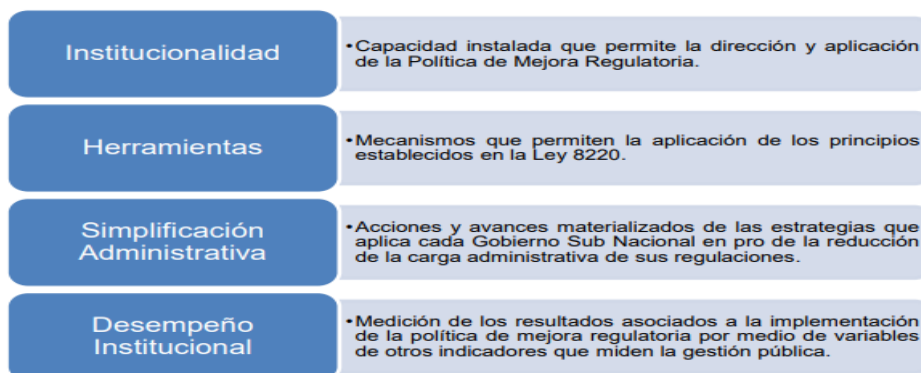 Institucionalidad
•Capacidad instalada que permite la dirección y aplicación
de la Política de Mejora Regulatoria.
Herramientas
•Mecanismos que permiten la aplicación de los principios
establecidos en la Ley 8220.
Simplificación
Administrativa
•Acciones y avances materializados de las estrategias que
aplica cada Gobierno Sub Nacional en pro de la reducción
de la carga administrativa de sus regulaciones.
Desempeño
Institucional
•Medición de los resultados asociados a la implementación
de la política de mejora regulatoria por medio de variables
de otros indicadores que miden la gestión pública.